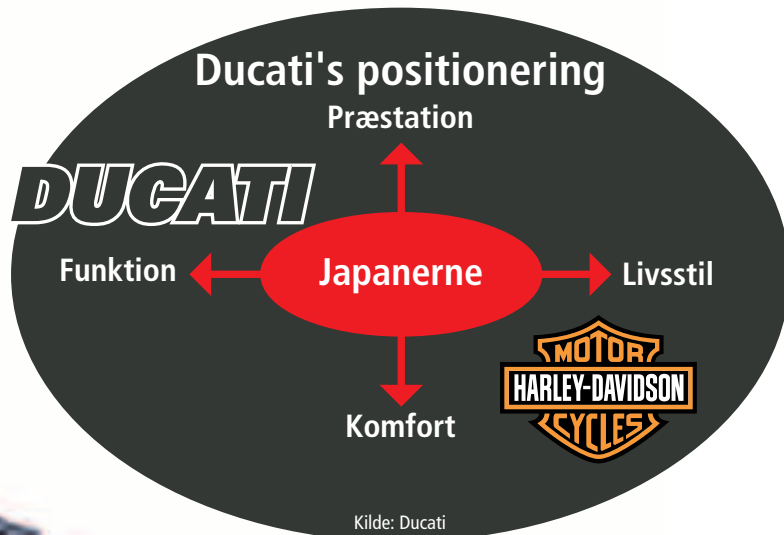 Ducati's positionering
Præstation
DUCATI
Funktion
Japanerne
Livsstil
MOTOR
HARLEY-DAVIDSON
CYCLES
Komfort
Kilde: Ducati